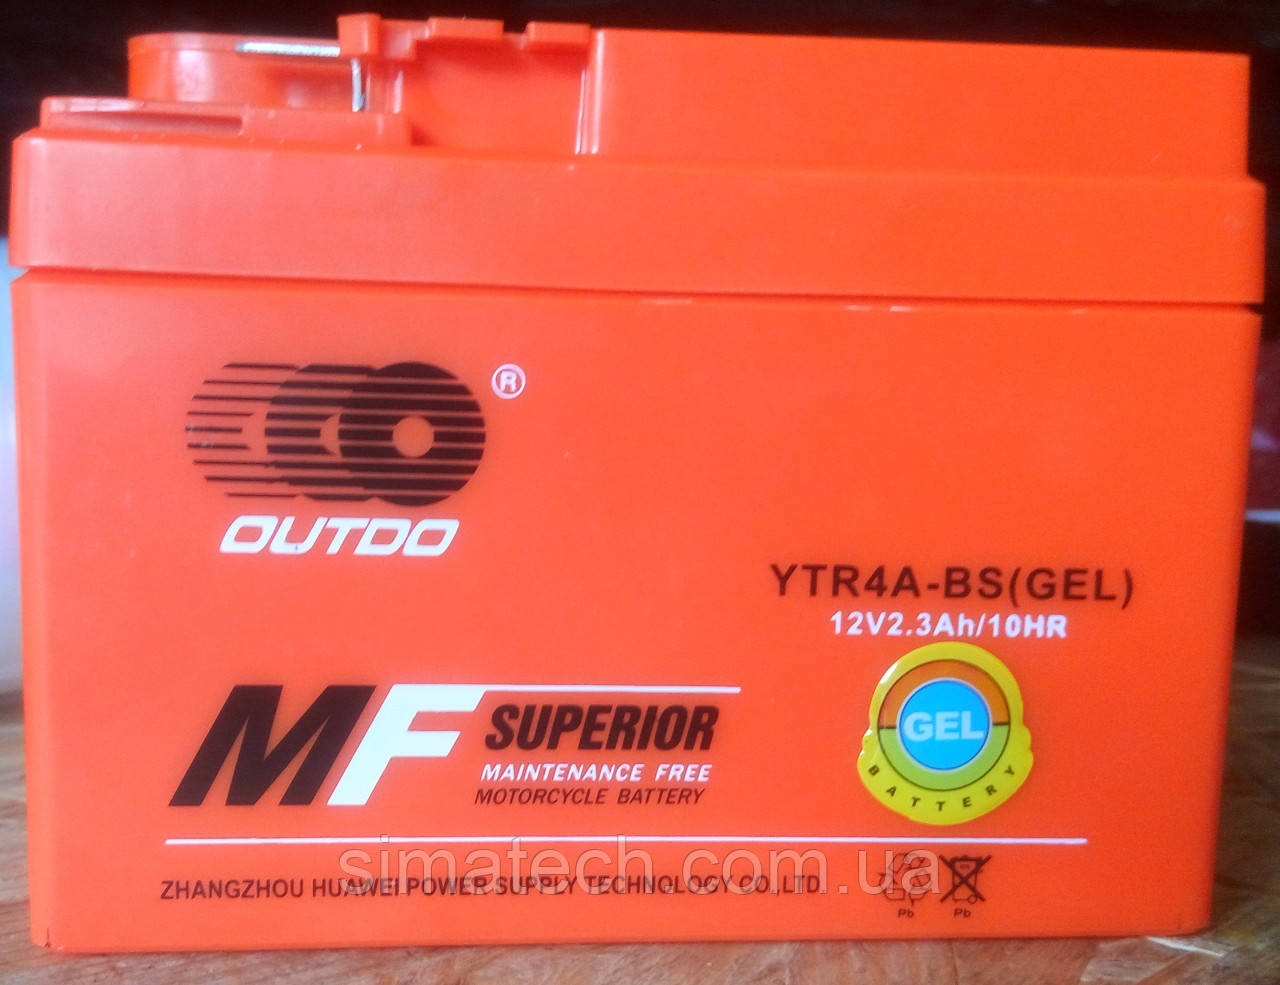 ®
OUTDO
YTR4A-BS(GEL)
12V2.3Ah/10HR
MF SUPERIOR
MAINTENANCE FREE
MOTORCYCLE BATTERY
GEL
BATTERY
simatech.com.ua
ZHANGZHOU HUAWEI POWER SUPPLY TECHNOLOGY CO.,LTD
Pb Pb